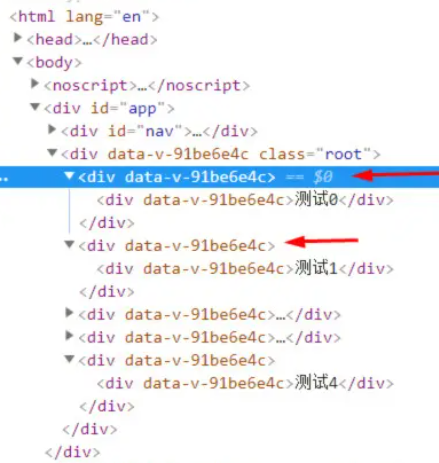 <html lang="en">
▶<head>…</head>
▼<body>
▶<noscript>…</noscript>
▼<div id="app">
▶<div id="nav">…</div>
▼<div data-v-91be6e4c class="root">
… ▼<div data-v-91be6e4c> == $0
<div data-v-91be6e4c>测试0</div>
</div>
▼<div data-v-91be6e4c>
<div data-v-91be6e4c>测试1</div>
</div>
▶<div data-v-91be6e4c>…</div>
▶<div data-v-91be6e4c>…</div>
▼<div data-v-91be6e4c>
<div data-v-91be6e4c>测试4</div>
</div>
</div>
</div>